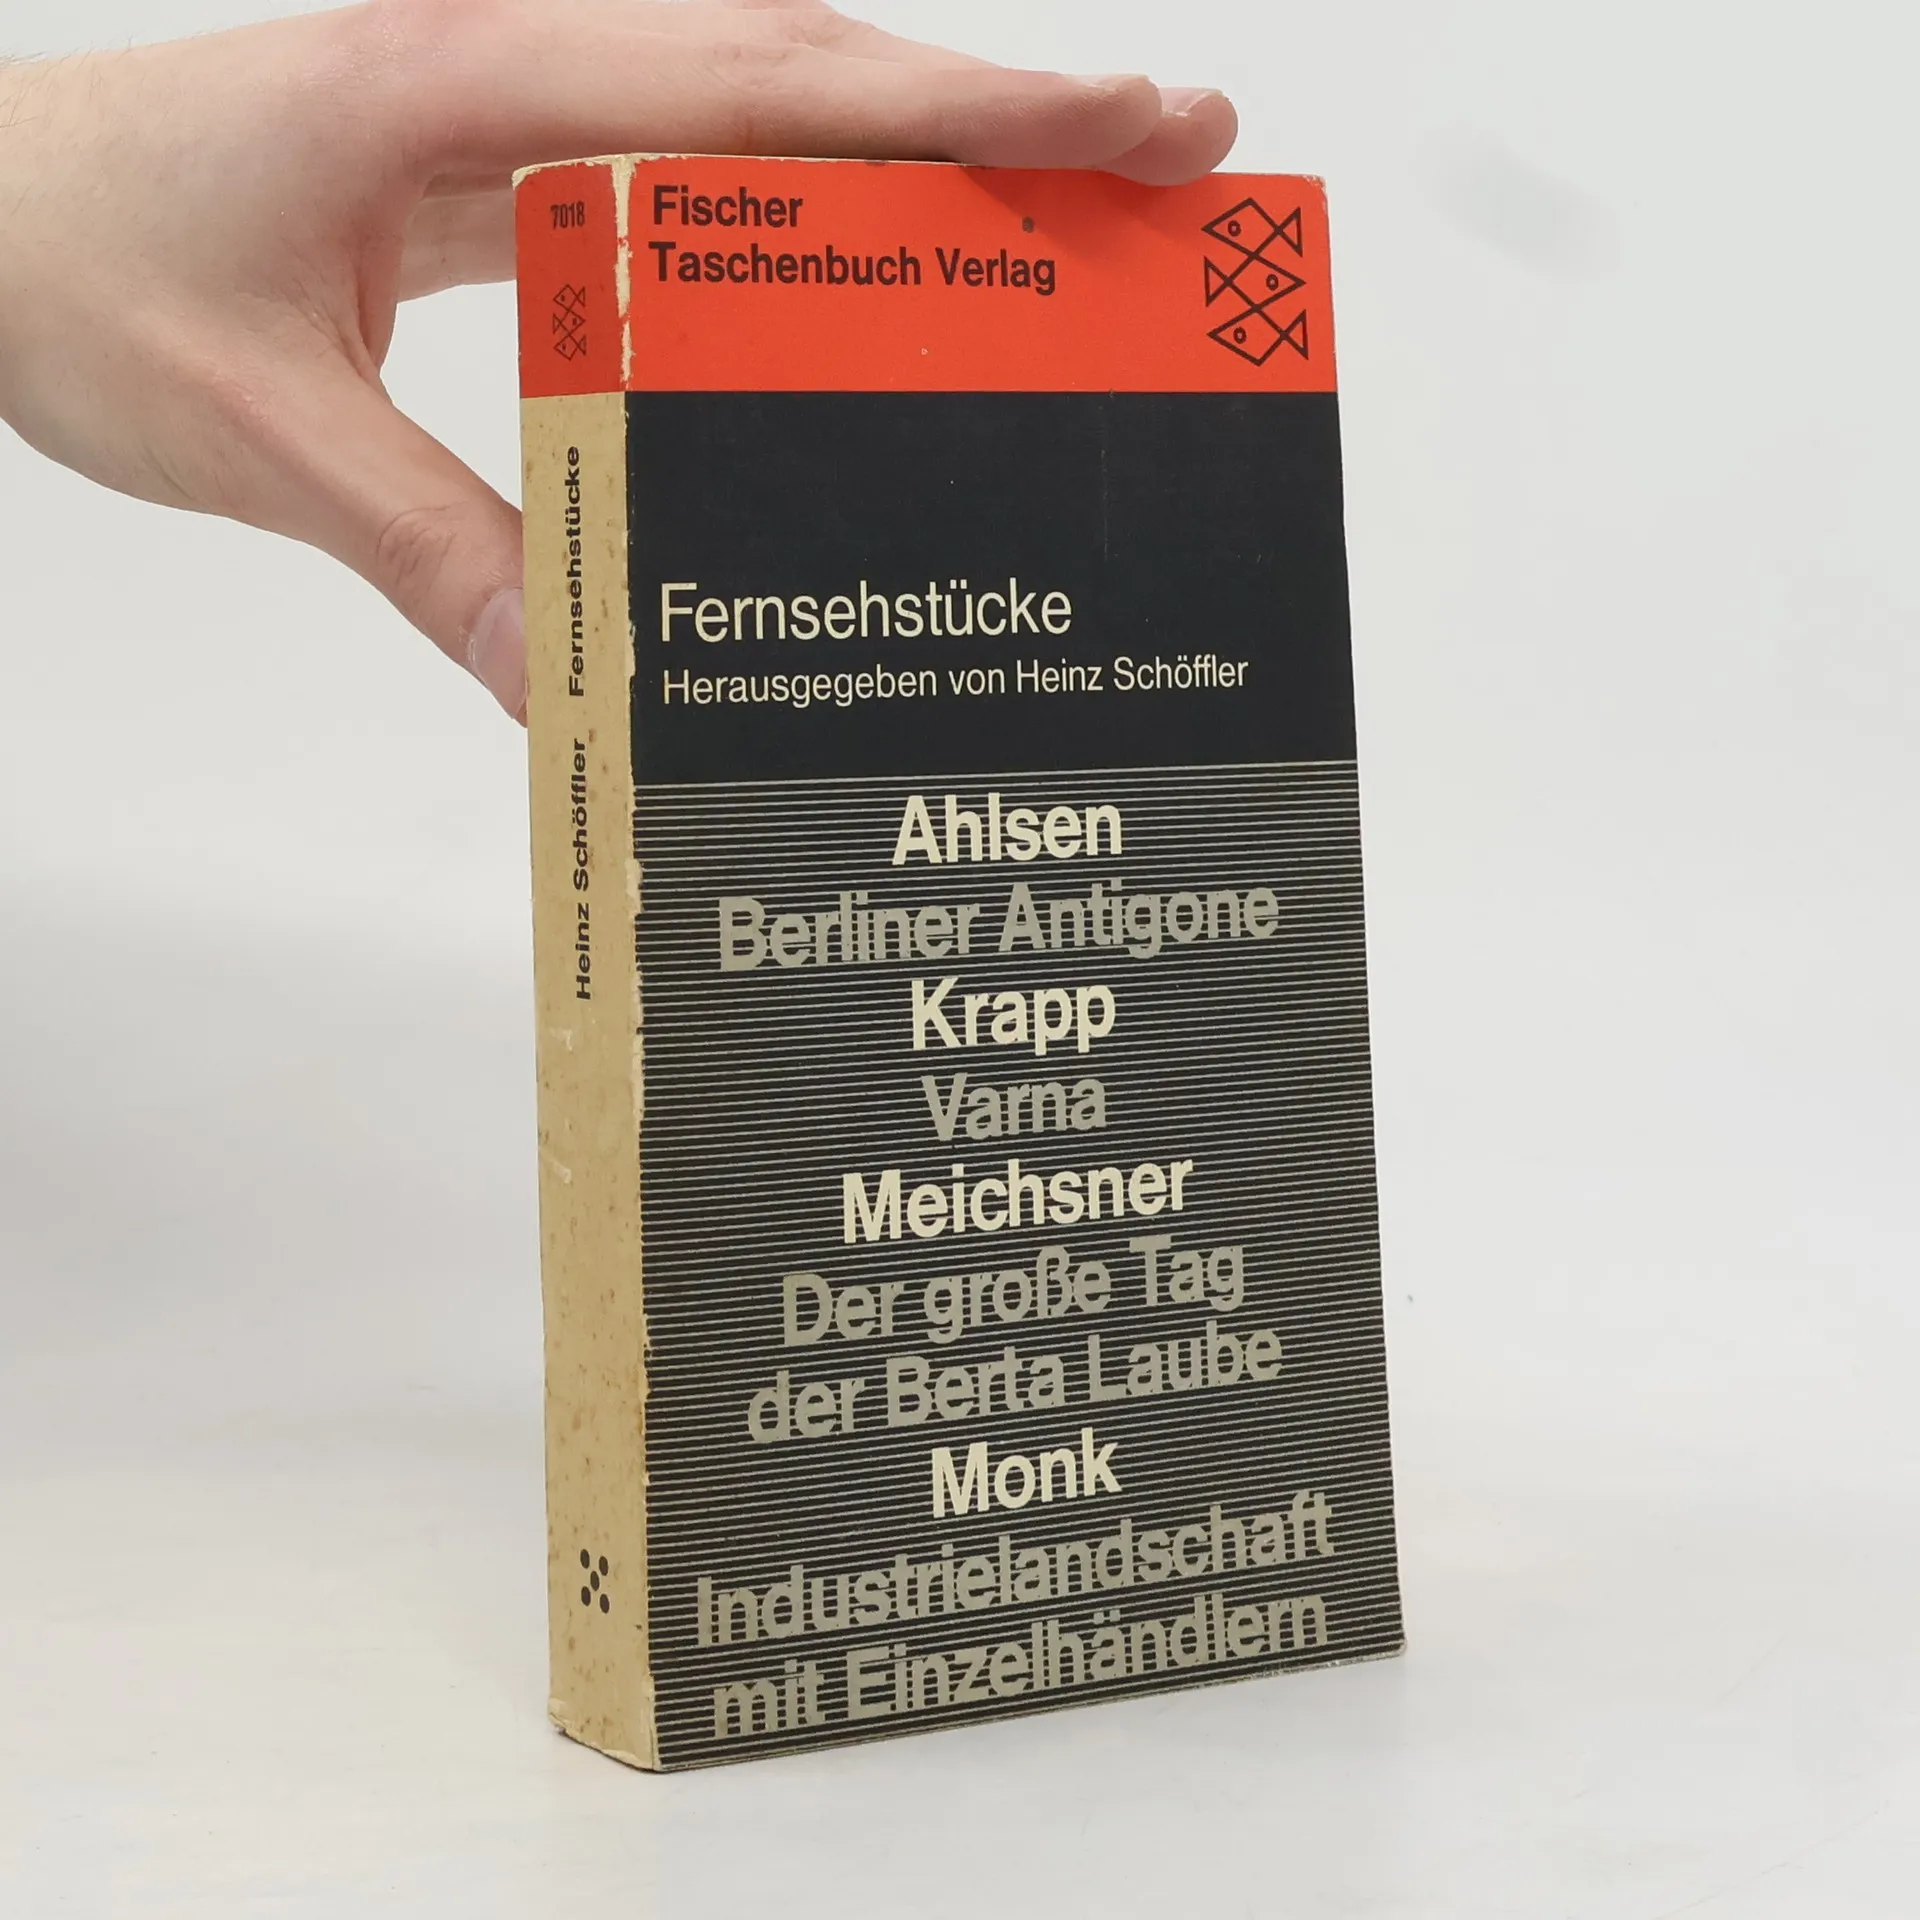 7018
Heinz Schöffler Fernsehstücke
Fischer
Taschenbuch Verlag
Fernsehstücke
Herausgegeben von Heinz Schöffler
Ahlsen
Berliner Antigone
Krapp
Varna
Meichsner
Der große Tag
der Berta Laube
Monk
Industrielandschaft
mit Einzelhändlern